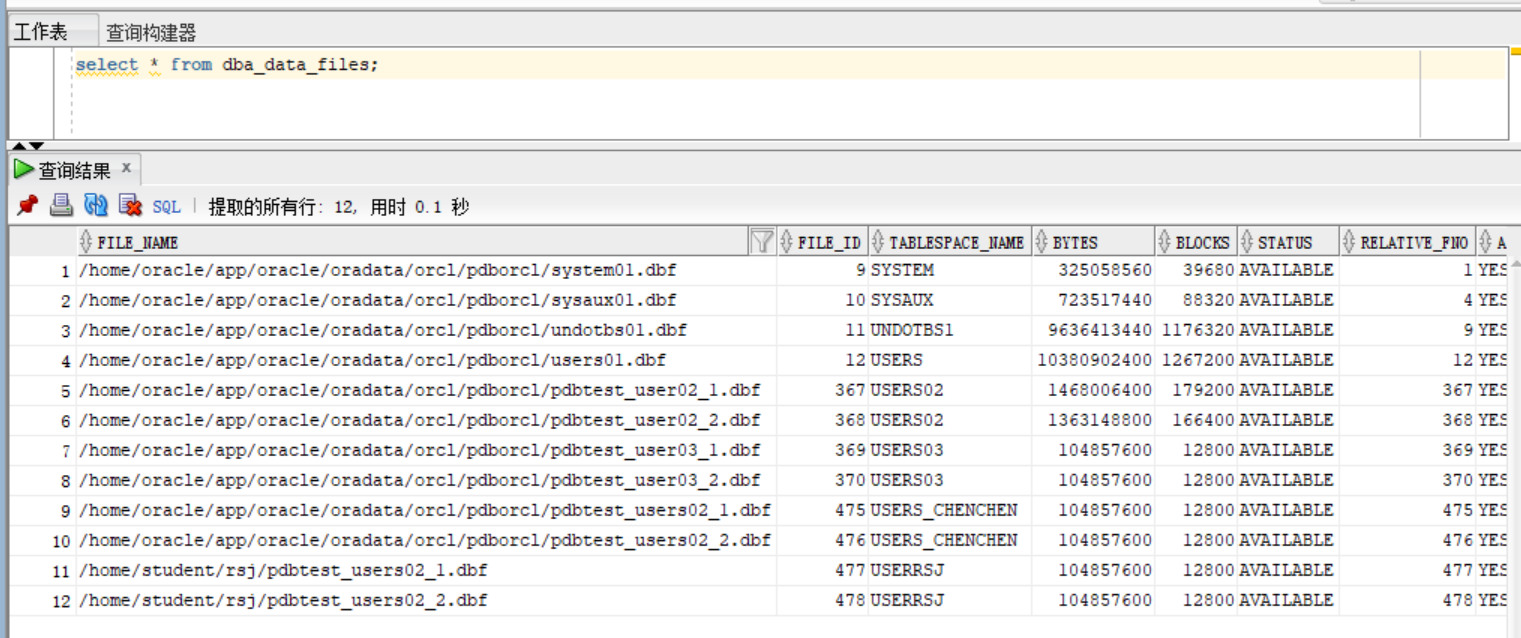 工作表 查询构建器
select * from dba_data_files;
查询结果 x
SQL | 提取的所有行: 12, 用时 0.1 秒
FILE_NAME FILE_ID TABLESPACE_NAME BYTES BLOCKS STATUS RELATIVE_FNO A
1 /home/oracle/app/oracle/oradata/orcl/pdborcl/system01.dbf 9 SYSTEM 325058560 39680 AVAILABLE 1 YES
2 /home/oracle/app/oracle/oradata/orcl/pdborcl/sysaux01.dbf 10 SYSAUX 723517440 88320 AVAILABLE 4 YES
3 /home/oracle/app/oracle/oradata/orcl/pdborcl/undotbs01.dbf 11 UNDOTBS1 9636413440 1176320 AVAILABLE 9 YES
4 /home/oracle/app/oracle/oradata/orcl/pdborcl/users01.dbf 12 USERS 10380902400 1267200 AVAILABLE 12 YES
5 /home/oracle/app/oracle/oradata/orcl/pdborcl/pdbtest_user02_1.dbf 367 USERS02 1468006400 179200 AVAILABLE 367 YES
6 /home/oracle/app/oracle/oradata/orcl/pdborcl/pdbtest_user02_2.dbf 368 USERS02 1363148800 166400 AVAILABLE 368 YES
7 /home/oracle/app/oracle/oradata/orcl/pdborcl/pdbtest_user03_1.dbf 369 USERS03 104857600 12800 AVAILABLE 369 YES
8 /home/oracle/app/oracle/oradata/orcl/pdborcl/pdbtest_user03_2.dbf 370 USERS03 104857600 12800 AVAILABLE 370 YES
9 /home/oracle/app/oracle/oradata/orcl/pdborcl/pdbtest_users02_1.dbf 475 USERS_CHENCHEN 104857600 12800 AVAILABLE 475 YES
10 /home/oracle/app/oracle/oradata/orcl/pdborcl/pdbtest_users02_2.dbf 476 USERS_CHENCHEN 104857600 12800 AVAILABLE 476 YES
11 /home/student/rsj/pdbtest_users02_1.dbf 477 USERRSJ 104857600 12800 AVAILABLE 477 YES
12 /home/student/rsj/pdbtest_users02_2.dbf 478 USERRSJ 104857600 12800 AVAILABLE 478 YES